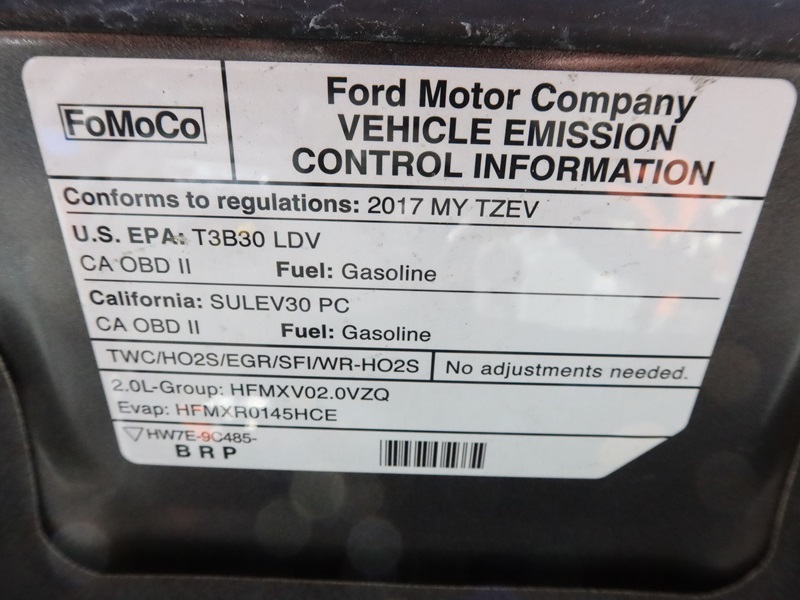 FoMoCo
Ford Motor Company
VEHICLE EMISSION
CONTROL INFORMATION
Conforms to regulations: 2017 MY TZEV
U.S. EPA: T3B30 LDV
CA OBD II Fuel: Gasoline
California: SULEV30 PC
CA OBD II Fuel: Gasoline
TWC/HO2S/EGR/SFI/WR-HO2S No adjustments needed.
2.0L-Group: HFMXV02.0VZQ
Evap: HFMXR0145HCE
HW7E-9C485-
BRP